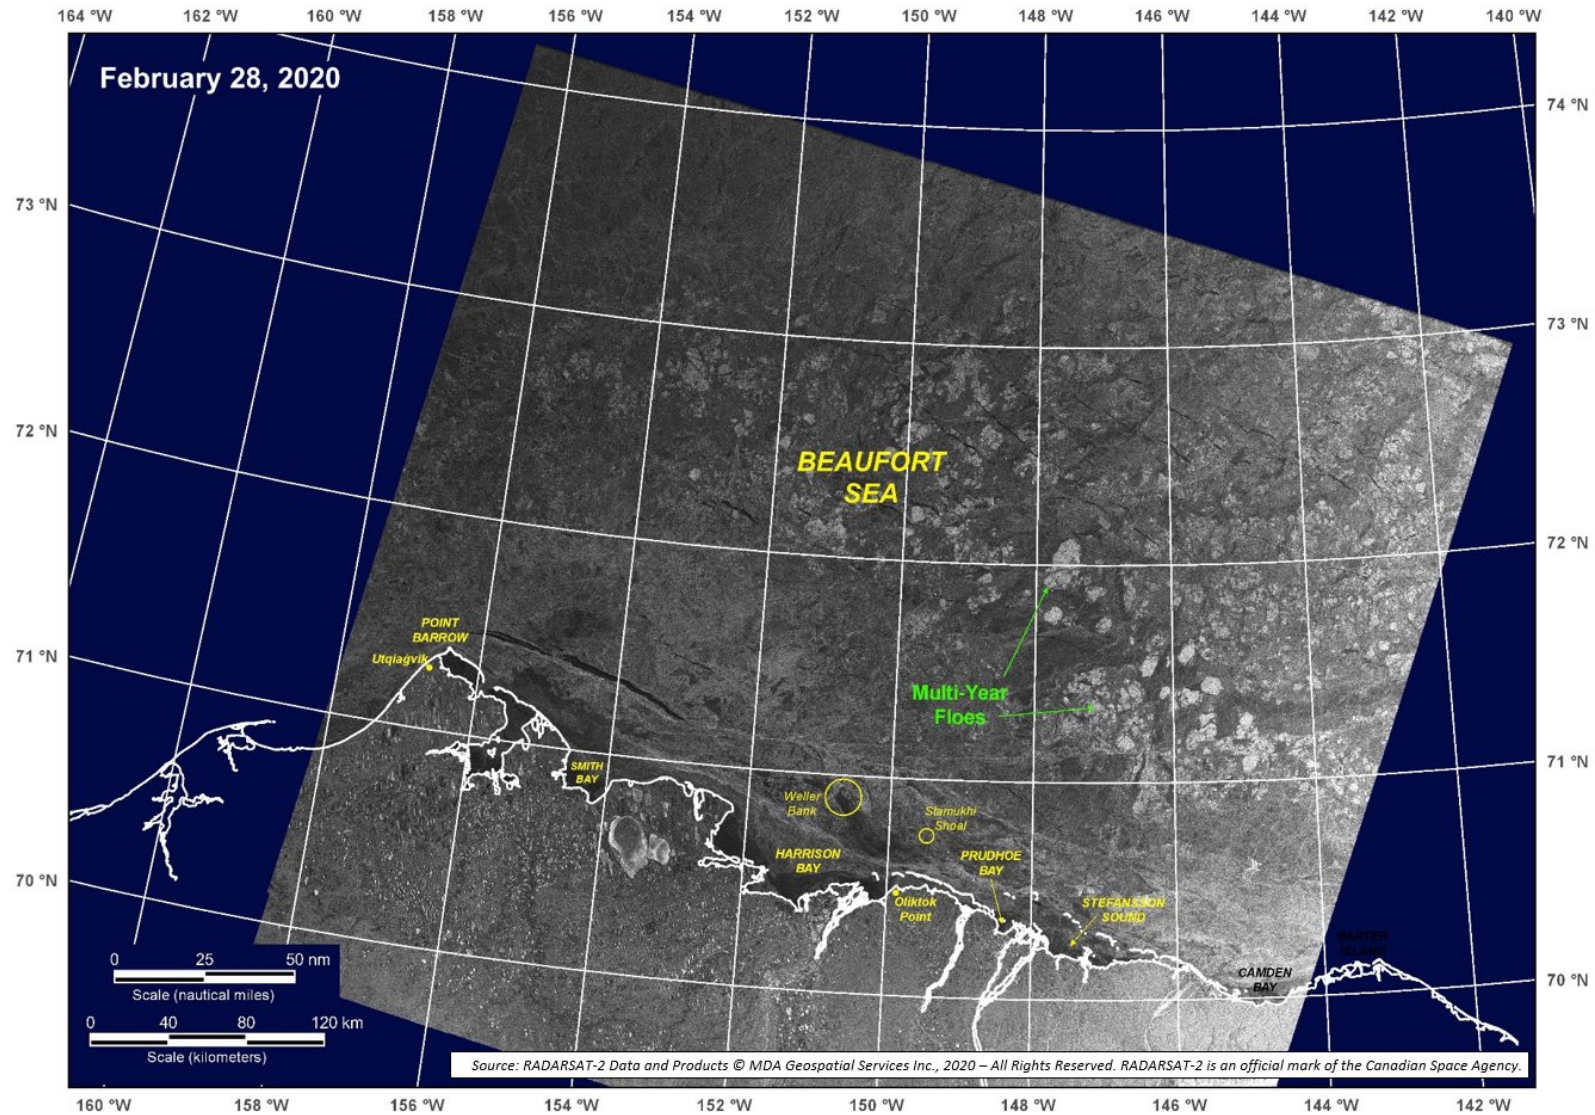 164 °W 162 °W 160 °W 158 °W 156 °W 154 °W 152 °W 150 °W 148 °W 146 °W 144 °W 142 °W 140 °W
February 28, 2020
74 °N
73 °N
73 °N
72 °N
BEAUFORT
SEA
72 °N
POINT
BARROW
Utqiaġvik
71 °N
Multi-Year
Floes
71 °N
SMITH
BAY
Weller
Bank
Stamukhi
Shoal
HARRISON
BAY
PRUDHOE
BAY
70 °N
Oliktok
Point
STEFANSSON
SOUND
BARTER
ISLAND
CAMDEN
BAY
70 °N
0 25 50 nm
Scale (nautical miles)
0 40 80 120 km
Scale (kilometers)
Source: RADARSAT-2 Data and Products © MDA Geospatial Services Inc., 2020 – All Rights Reserved. RADARSAT-2 is an official mark of the Canadian Space Agency.
160 °W 158 °W 156 °W 154 °W 152 °W 150 °W 148 °W 146 °W 144 °W 142 °W